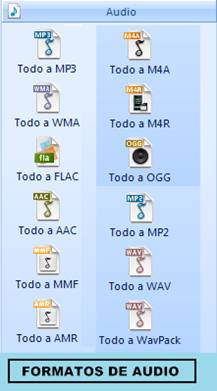 Audio
MP3
M4A
Todo a MP3
Todo a M4A
WMA
M4R
Todo a WMA
Todo a M4R
fla
OGG
Todo a FLAC
Todo a OGG
AAC
MP2
Todo a AAC
Todo a MP2
MMF
WAV
Todo a MMF
Todo a WAV
AMR
WAV
Todo a AMR
Todo a WavPack
FORMATOS DE AUDIO